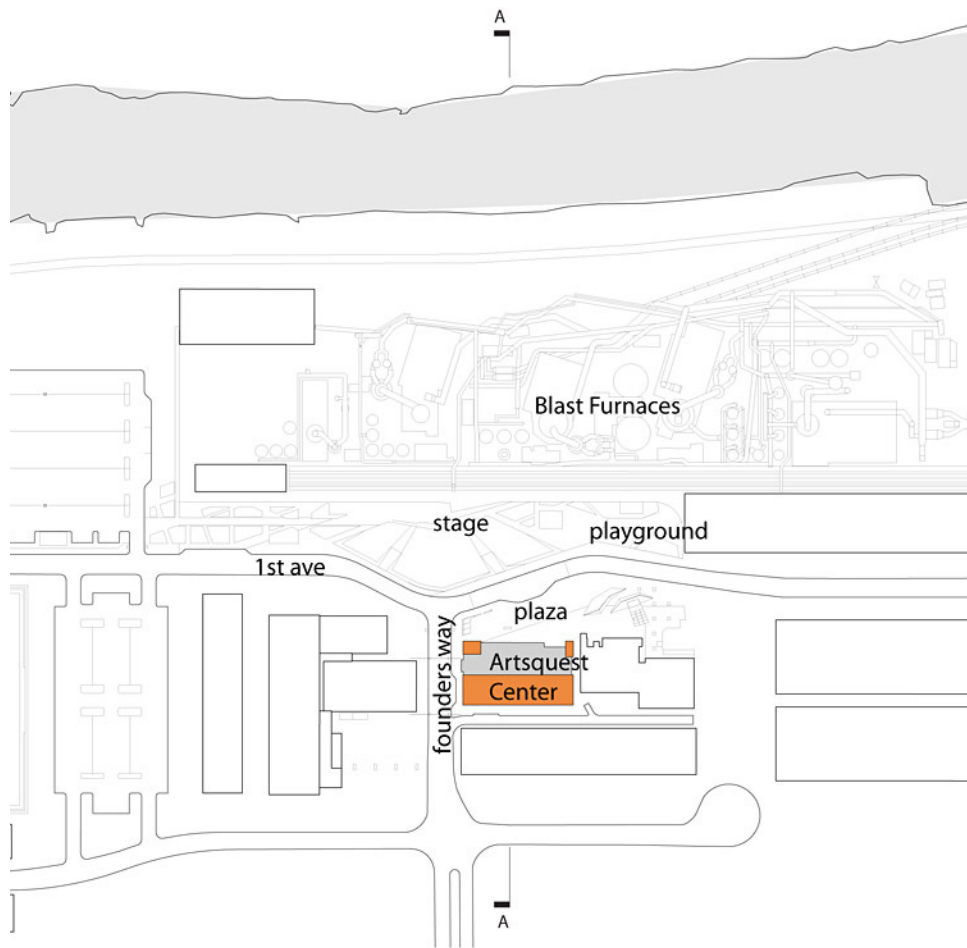 A
Blast Furnaces
stage
playground
1st ave
plaza
founders way
Artsquest
Center
A